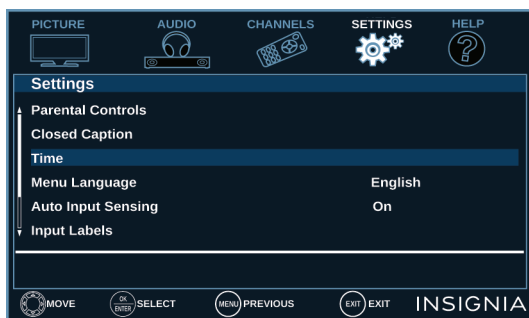 PICTURE AUDIO CHANNELS SETTINGS HELP
Settings
Parental Controls
Closed Caption
Time
Menu Language English
Auto Input Sensing On
Input Labels
MOVE OK ENTER SELECT MENU PREVIOUS EXIT EXIT INSIGNIA